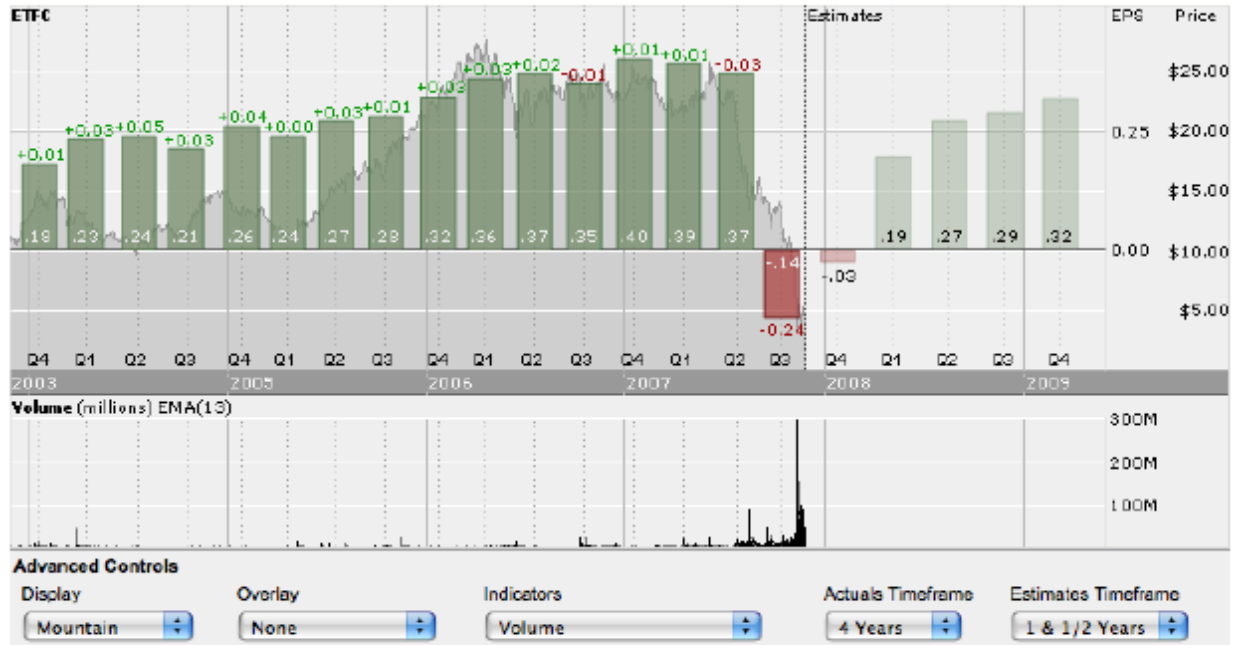 ETFC Estimates EPS Price
+0.01 +0.03 +0.05 +0.03 +0.04 +0.00 +0.03 +0.01 +0.03 +0.03 +0.02 -0.01 +0.01 +0.01 -0.03
$25.00
0.25 $20.00
$15.00
.18 .23 .24 .21 .26 .24 .27 .28 .32 .36 .37 .35 .40 .39 .37 .19 .27 .29 .32
0.00 $10.00
-.14 -.03
$5.00
-0.24
Q4 Q1 Q2 Q3 Q4 Q1 Q2 Q3 Q4 Q1 Q2 Q3 Q4 Q1 Q2 Q3 Q4 Q1 Q2 Q3 Q4
2003 2005 2006 2007 2008 2009
Volume (millions) EMA(13)
300M
200M
100M
Advanced Controls
Display Overlay Indicators Actuals Timeframe Estimates Timeframe
Mountain None Volume 4 Years 1 & 1/2 Years